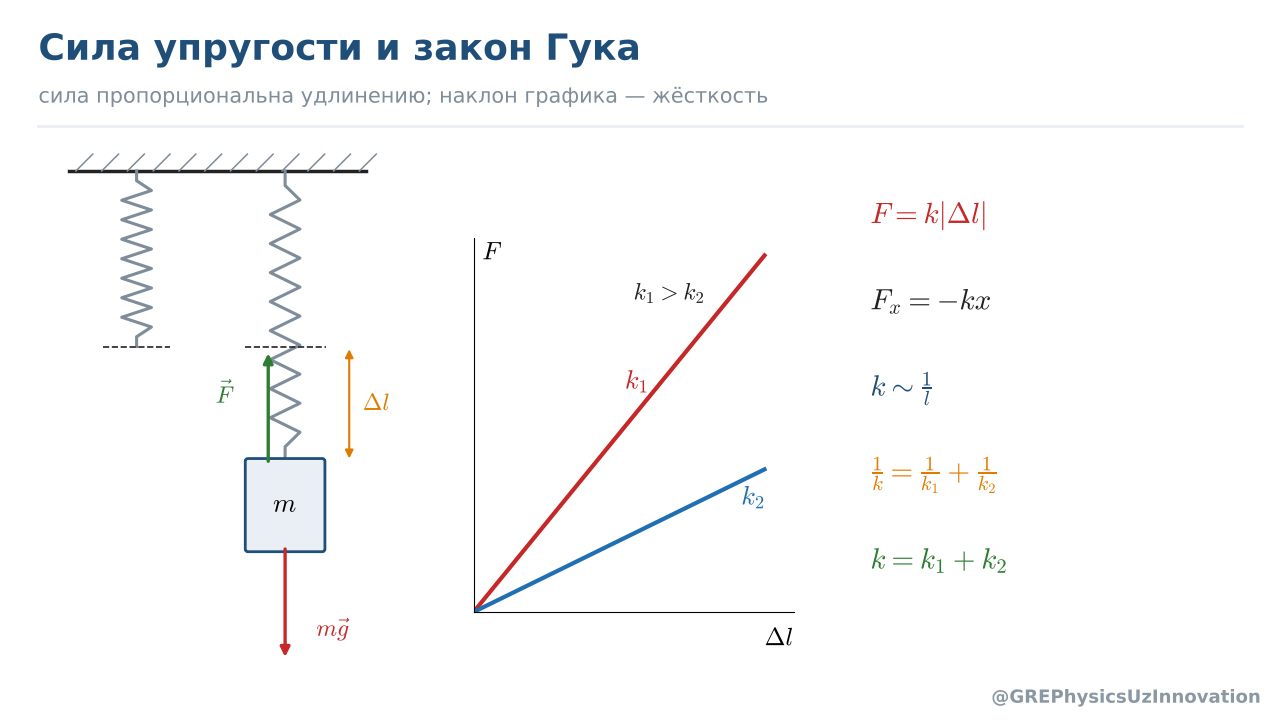 Сила упругости и закон Гука
сила пропорциональна удлинению; наклон графика — жёсткость
F⃗
Δl
m
mg⃗
F
k₁ > k₂
k₁
k₂
Δl
F = k|Δl|
Fₓ = −kx
k ∼ 1/l
1/k = 1/k₁ + 1/k₂
k = k₁ + k₂
@GREPhysicsUzInnovation